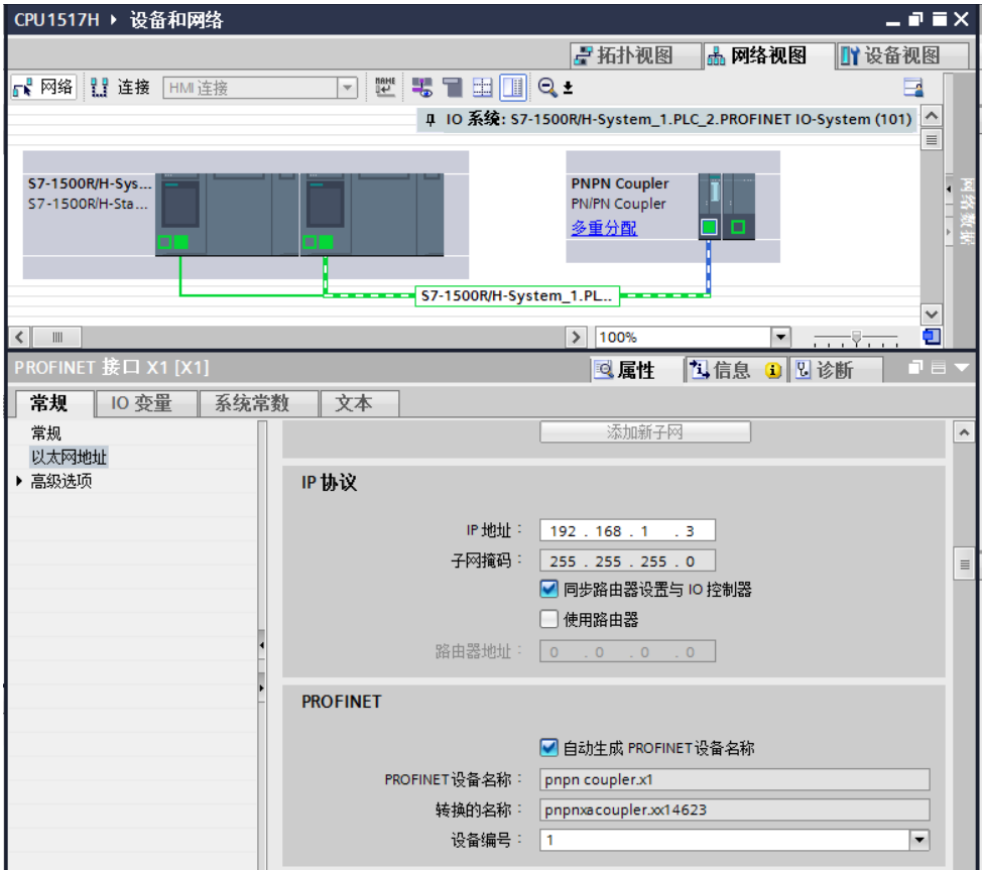 CPU1517H ▸ 设备和网络
拓扑视图 网络视图 设备视图
网络 连接 HMI 连接
IO 系统: S7-1500R/H-System_1.PLC_2.PROFINET IO-System (101)
S7-1500R/H-Sys...
S7-1500R/H-Sta...
PNPN Coupler
PN/PN Coupler
多重分配
网络数据
S7-1500R/H-System_1.PL...
100%
PROFINET 接口 X1 [X1]
属性 信息 诊断
常规 IO 变量 系统常数 文本
常规
以太网地址
高级选项
添加新子网
IP 协议
IP 地址： 192 . 168 . 1 . 3
子网掩码： 255 . 255 . 255 . 0
同步路由器设置与 IO 控制器
使用路由器
路由器地址： 0 . 0 . 0 . 0
PROFINET
自动生成 PROFINET 设备名称
PROFINET 设备名称： pnpn coupler.x1
转换的名称： pnpnxacoupler.xx14623
设备编号： 1